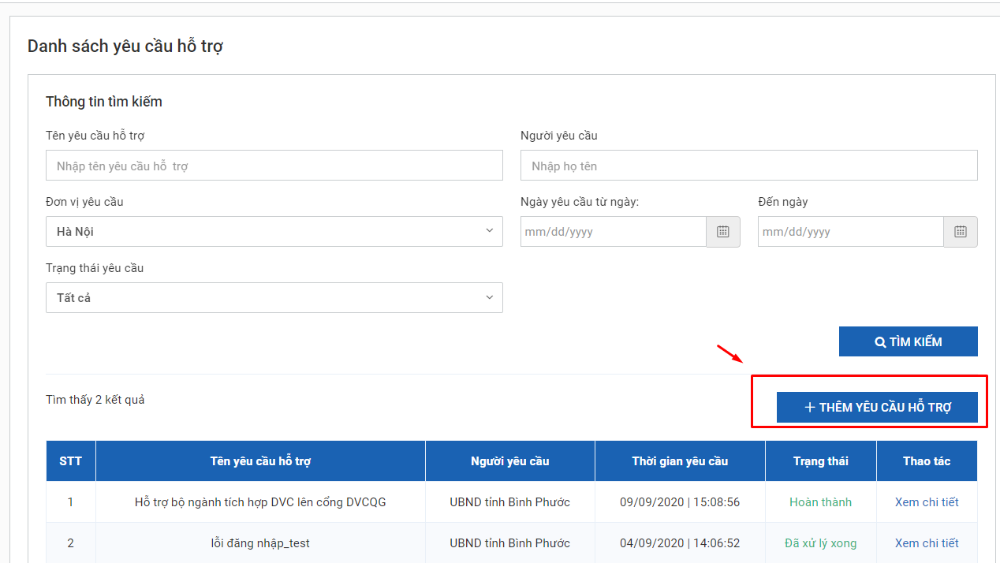 Danh sách yêu cầu hỗ trợ
Thông tin tìm kiếm
Tên yêu cầu hỗ trợ
Người yêu cầu
Nhập tên yêu cầu hỗ trợ
Nhập họ tên
Đơn vị yêu cầu
Ngày yêu cầu từ ngày:
Đến ngày
Hà Nội
mm/dd/yyyy
mm/dd/yyyy
Trạng thái yêu cầu
Tất cả
TÌM KIẾM
Tìm thấy 2 kết quả
+ THÊM YÊU CẦU HỖ TRỢ
STT Tên yêu cầu hỗ trợ Người yêu cầu Thời gian yêu cầu Trạng thái Thao tác
1 Hỗ trợ bộ ngành tích hợp DVC lên cổng DVCQG UBND tỉnh Bình Phước 09/09/2020 | 15:08:56 Hoàn thành Xem chi tiết
2 lỗi đăng nhập_test UBND tỉnh Bình Phước 04/09/2020 | 14:06:52 Đã xử lý xong Xem chi tiết